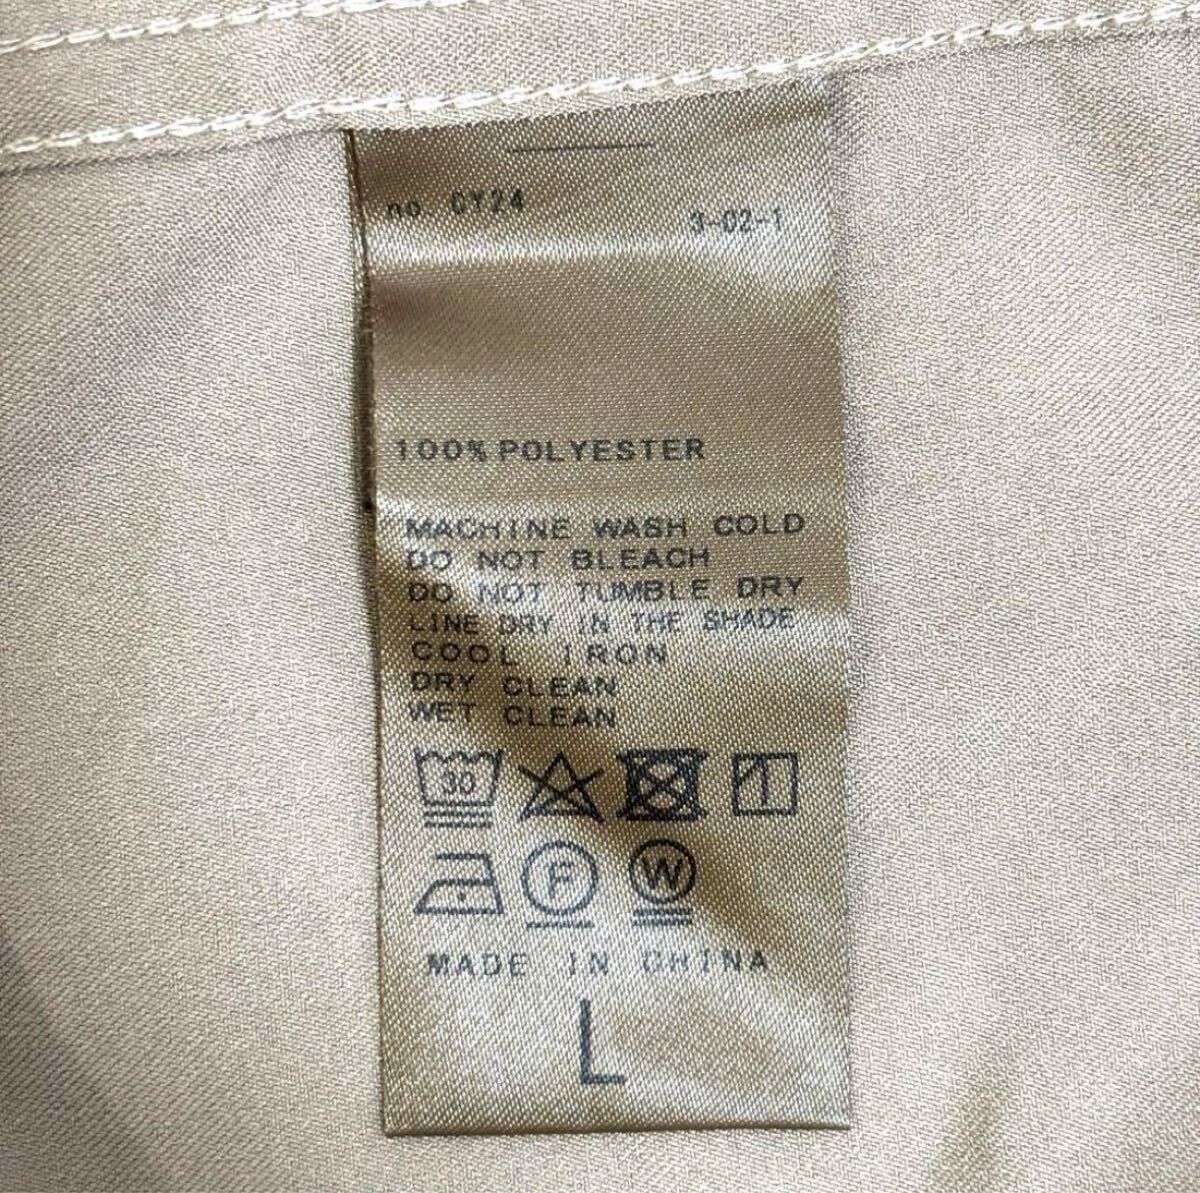 no. CY24 3-02-1
100% POLYESTER
MACHINE WASH COLD
DO NOT BLEACH
DO NOT TUMBLE DRY
LINE DRY IN THE SHADE
COOL IRON
DRY CLEAN
WET CLEAN
30
F W
MADE IN CHINA
L